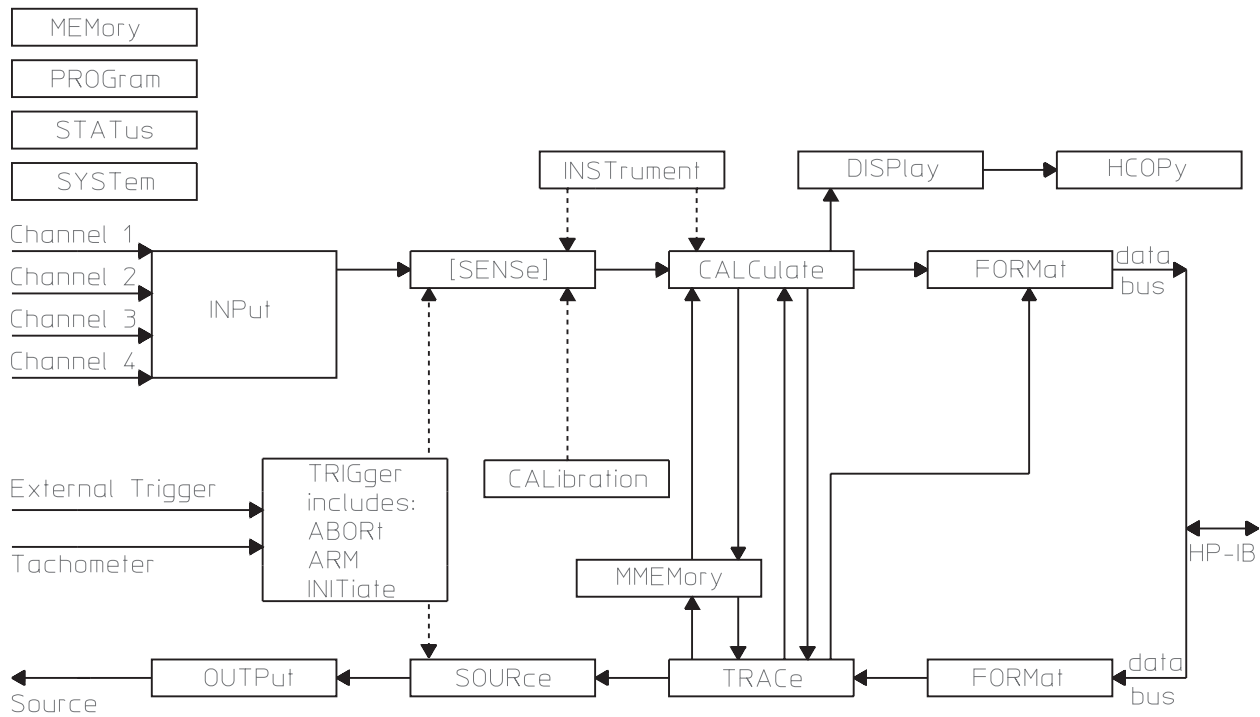 MEMory
PROGram
STATus
SYSTem
INSTrument
DISPlay
HCOPy
Channel 1
Channel 2
Channel 3
Channel 4
INPut
[SENSe]
CALCulate
FORMat
data
bus
TRIGger
includes:
ABORt
ARM
INITiate
CALibration
External Trigger
Tachometer
MMEMory
HP-IB
OUTPut
SOURce
TRACe
FORMat
data
bus
Source